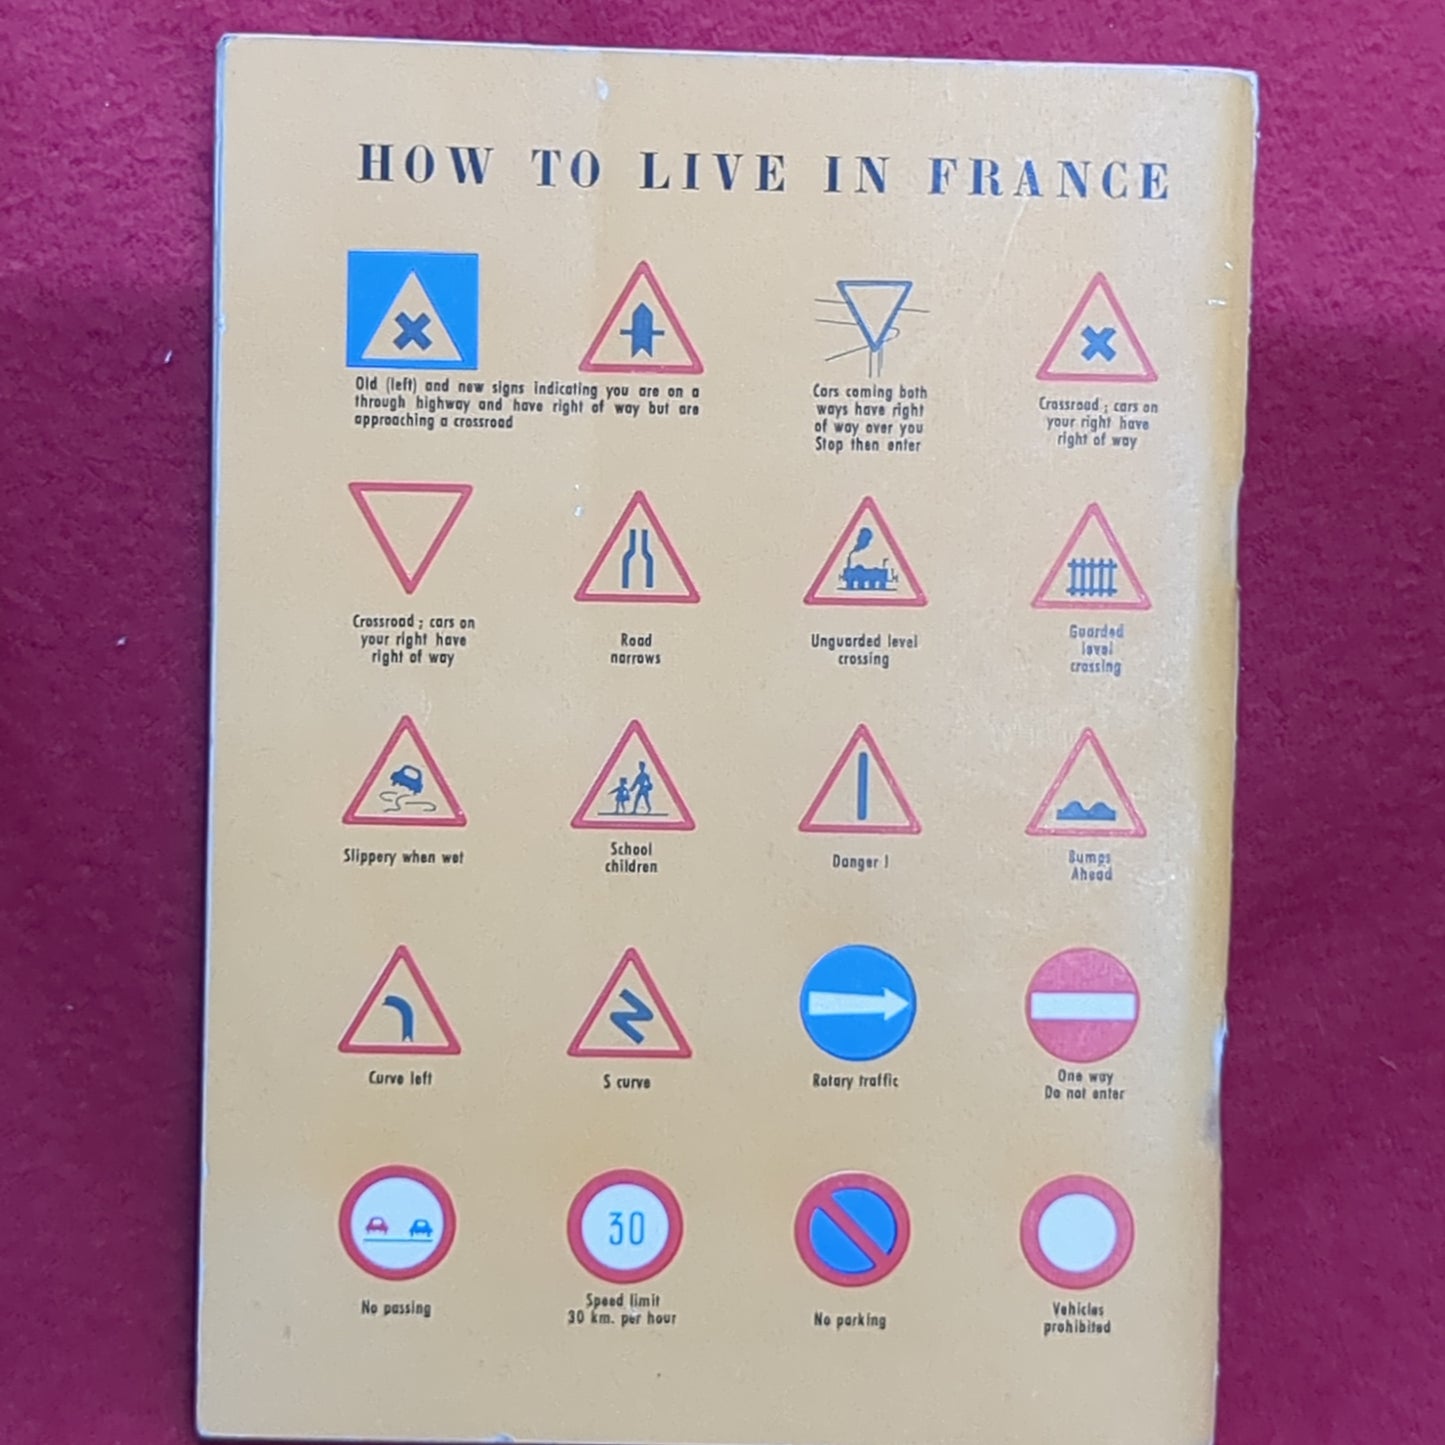 HOW TO LIVE IN FRANCE
Old (left) and new signs indicating you are on a
through highway and have right of way but are
approaching a crossroad
Cars coming both
ways have right
of way over you
Stop then enter
Crossroad ; cars on
your right have
right of way
Crossroad ; cars on
your right have
right of way
Road
narrows
Unguarded level
crossing
Guarded
level
crossing
Slippery when wet
School
children
Danger !
Bumps
Ahead
Curve left
S curve
Rotary traffic
One way
Do not enter
No passing
30
Speed limit
30 km. per hour
No parking
Vehicles
prohibited